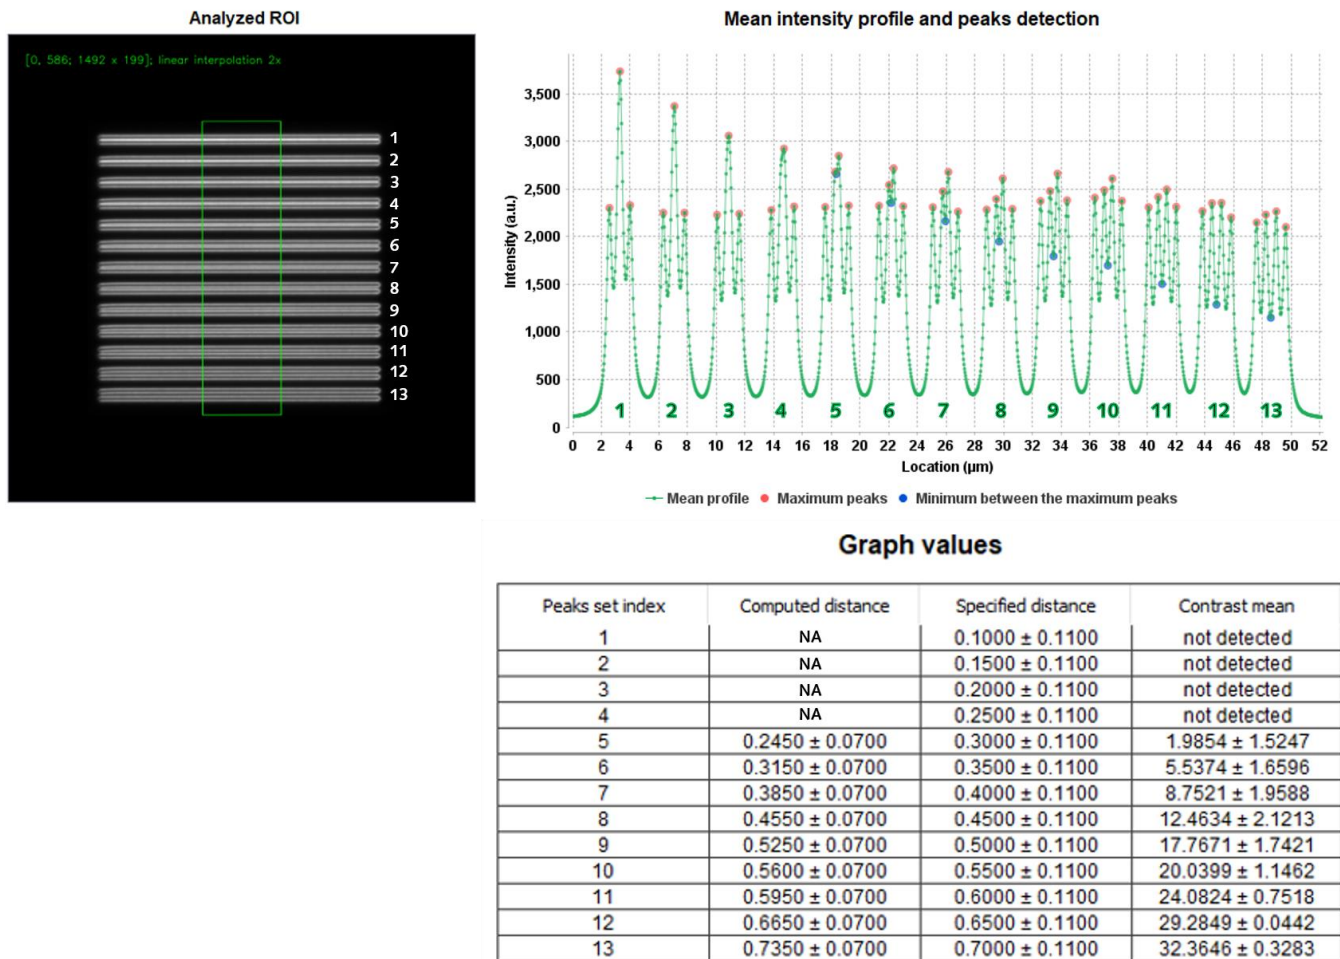 Analyzed ROI
[0, 586; 1492 x 199]; linear interpolation 2x
1
2
3
4
5
6
7
8
9
10
11
12
13
Mean intensity profile and peaks detection
Intensity (a.u.)
3,500
3,000
2,500
2,000
1,500
1,000
500
0
1 2 3 4 5 6 7 8 9 10 11 12 13
0 2 4 6 8 10 12 14 16 18 20 22 24 26 28 30 32 34 36 38 40 42 44 46 48 50 52
Location (µm)
Mean profile Maximum peaks Minimum between the maximum peaks
Graph values
Peaks set index Computed distance Specified distance Contrast mean
1 NA 0.1000 ± 0.1100 not detected
2 NA 0.1500 ± 0.1100 not detected
3 NA 0.2000 ± 0.1100 not detected
4 NA 0.2500 ± 0.1100 not detected
5 0.2450 ± 0.0700 0.3000 ± 0.1100 1.9854 ± 1.5247
6 0.3150 ± 0.0700 0.3500 ± 0.1100 5.5374 ± 1.6596
7 0.3850 ± 0.0700 0.4000 ± 0.1100 8.7521 ± 1.9588
8 0.4550 ± 0.0700 0.4500 ± 0.1100 12.4634 ± 2.1213
9 0.5250 ± 0.0700 0.5000 ± 0.1100 17.7671 ± 1.7421
10 0.5600 ± 0.0700 0.5500 ± 0.1100 20.0399 ± 1.1462
11 0.5950 ± 0.0700 0.6000 ± 0.1100 24.0824 ± 0.7518
12 0.6650 ± 0.0700 0.6500 ± 0.1100 29.2849 ± 0.0442
13 0.7350 ± 0.0700 0.7000 ± 0.1100 32.3646 ± 0.3283